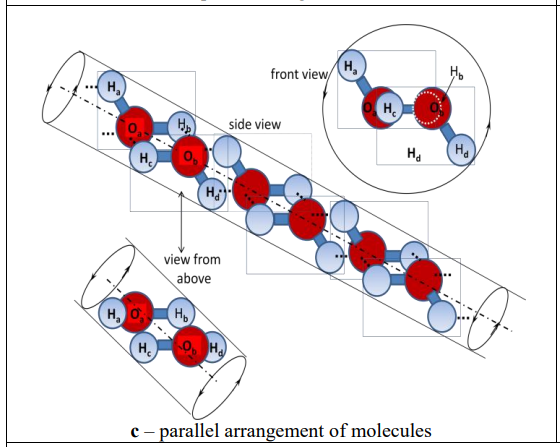 front view
side view
view from
above
Ha
Oa
Hb
Hc
Ob
Hd
Ha
Oa
Hc
Ob
Hb
Hd
Hd
Ha
Oa
Hb
Hc
Ob
Hd
c – parallel arrangement of molecules